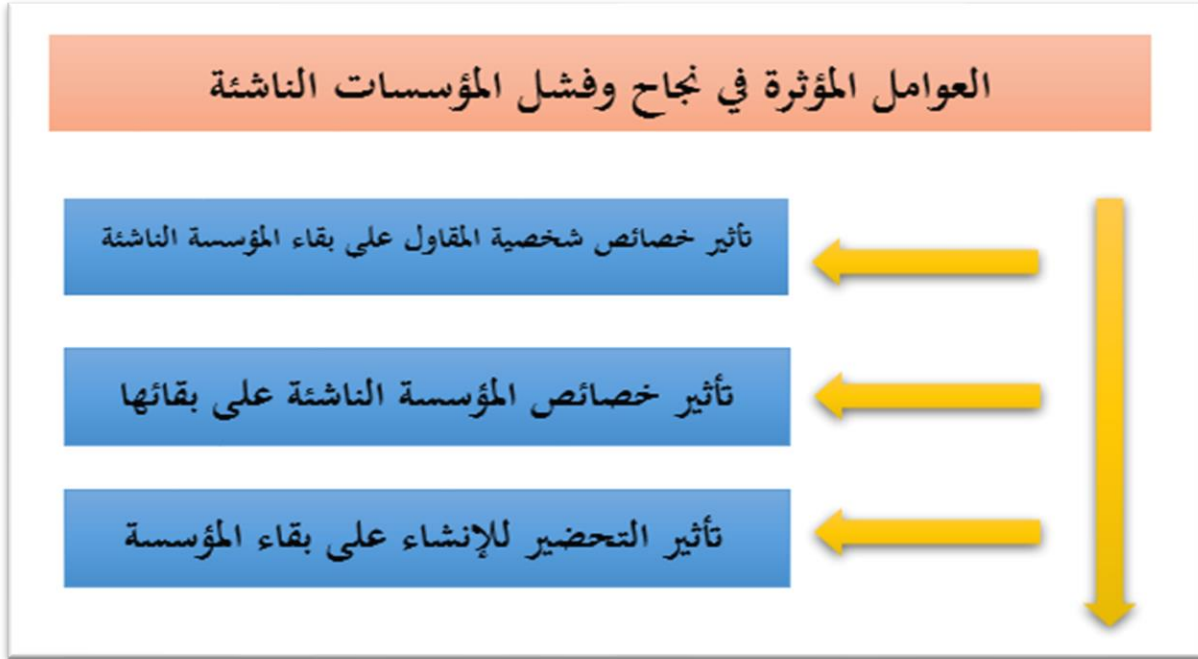 العوامل المؤثرة في نجاح وفشل المؤسسات الناشئة
تأثير خصائص شخصية المقاول على بقاء المؤسسة الناشئة
تأثير خصائص المؤسسة الناشئة على بقائها
تأثير التحضير للإنشاء على بقاء المؤسسة